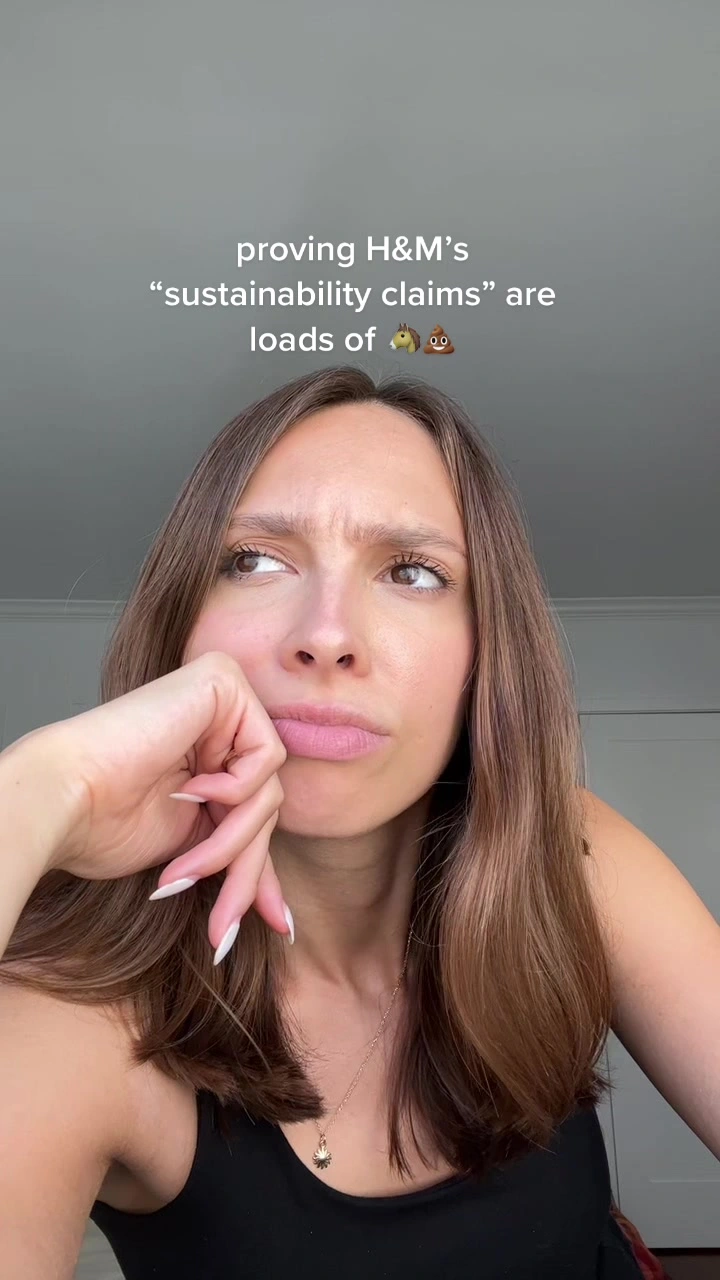 proving H&M’s
“sustainability claims” are
loads of 🐴💩